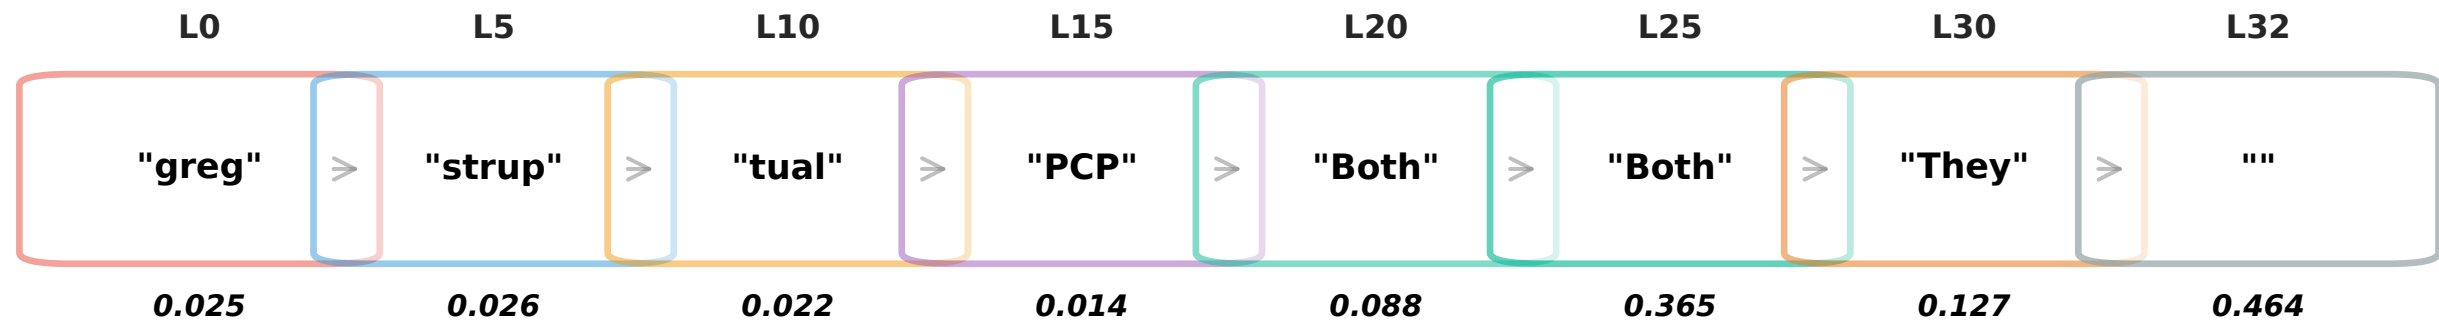 L0 L5 L10 L15 L20 L25 L30 L32
"greg" "strup" "tual" "PCP" "Both" "Both" "They" ""
0.025 0.026 0.022 0.014 0.088 0.365 0.127 0.464